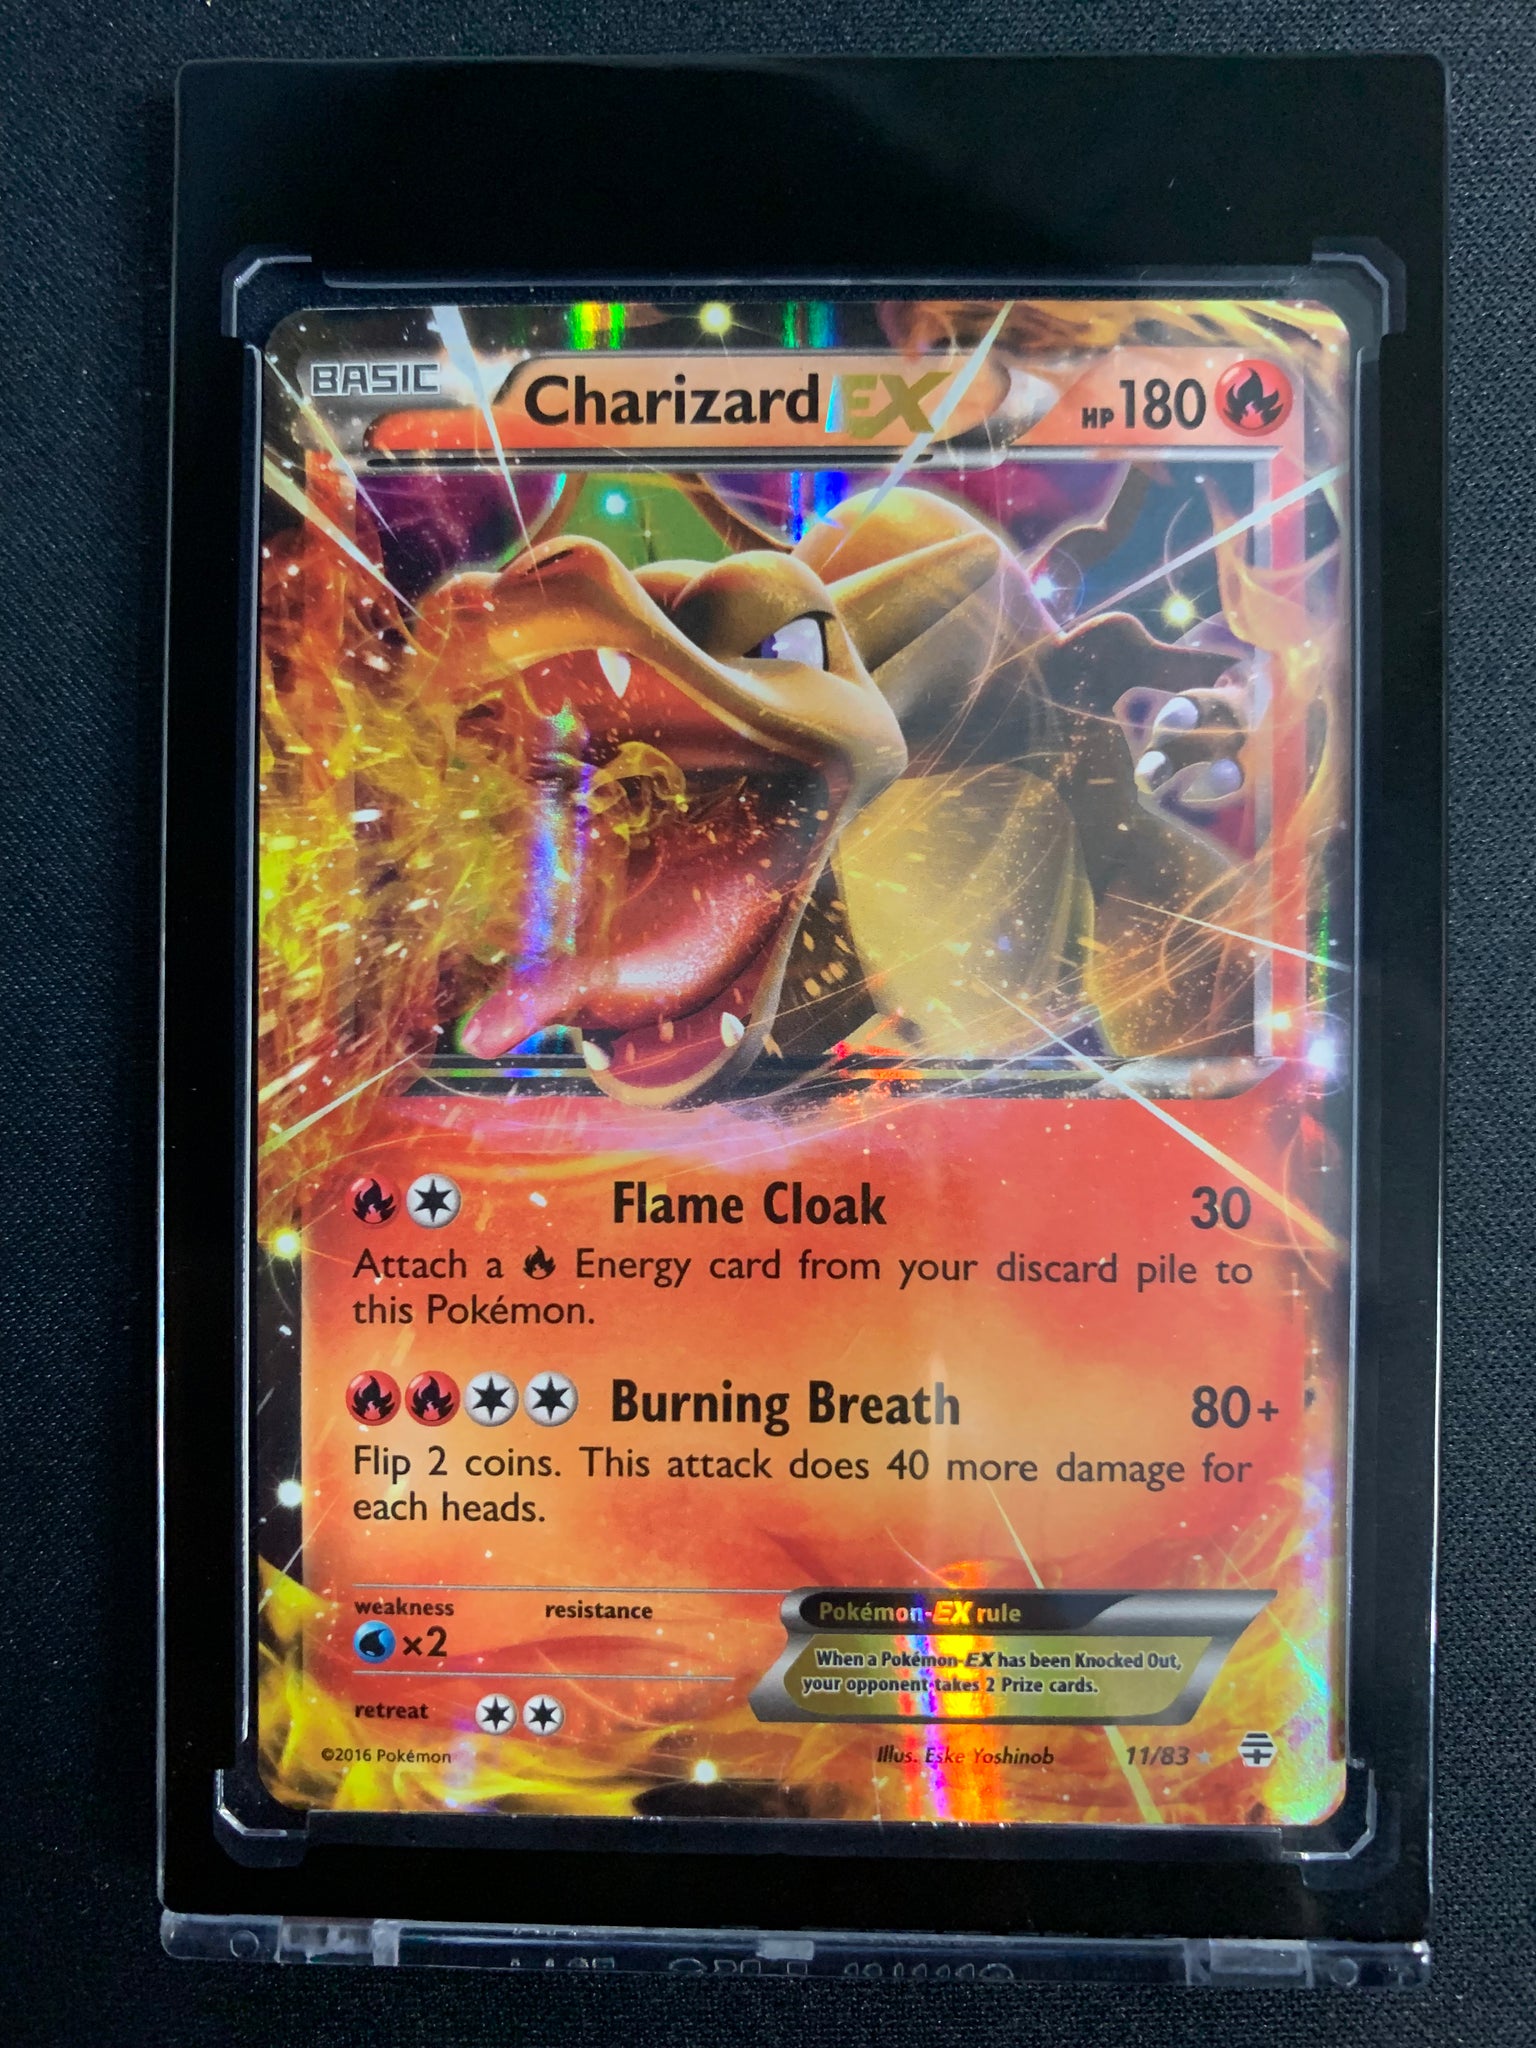 BASIC
Charizard EX
HP 180
Flame Cloak 30
Attach a Energy card from your discard pile to
this Pokémon.
Burning Breath 80+
Flip 2 coins. This attack does 40 more damage for
each heads.
weakness resistance
×2
retreat
Pokémon-EX rule
When a Pokémon-EX has been Knocked Out,
your opponent takes 2 Prize cards.
©2016 Pokémon
Illus. Eske Yoshinob
11/83